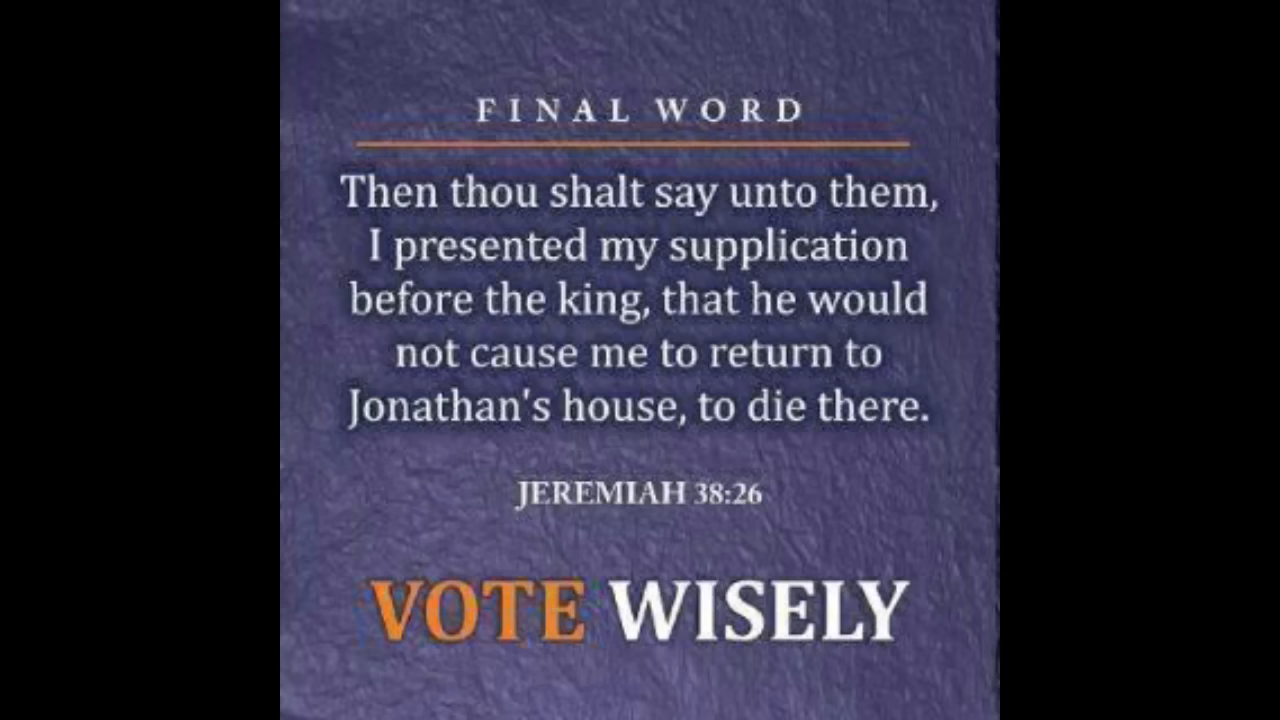 FINAL WORD
Then thou shalt say unto them,
I presented my supplication
before the king, that he would
not cause me to return to
Jonathan's house, to die there.
JEREMIAH 38:26
VOTE WISELY